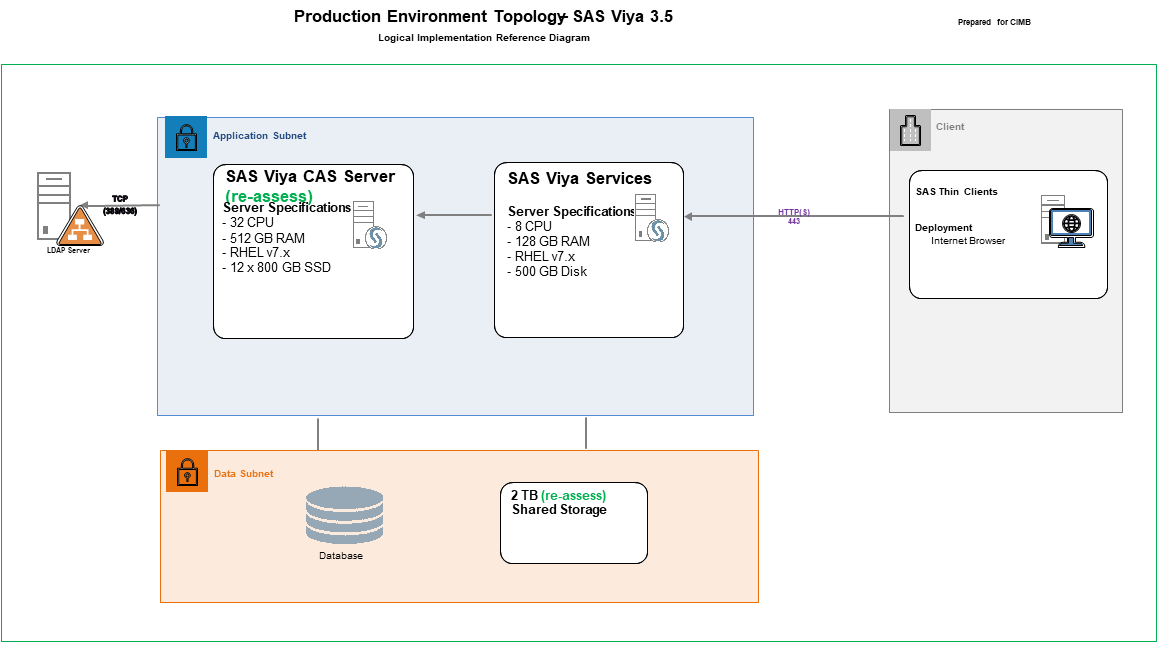 Production Environment Topology- SAS Viya 3.5
Logical Implementation Reference Diagram
Prepared for CIMB
Application Subnet
SAS Viya CAS Server
(re-assess)
Server Specifications
- 32 CPU
- 512 GB RAM
- RHEL v7.x
- 12 x 800 GB SSD
SAS Viya Services
Server Specifications
- 8 CPU
- 128 GB RAM
- RHEL v7.x
- 500 GB Disk
TCP
(389/636)
LDAP Server
HTTP(S)
443
Client
SAS Thin Clients
Deployment
Internet Browser
Data Subnet
Database
2 TB (re-assess)
Shared Storage